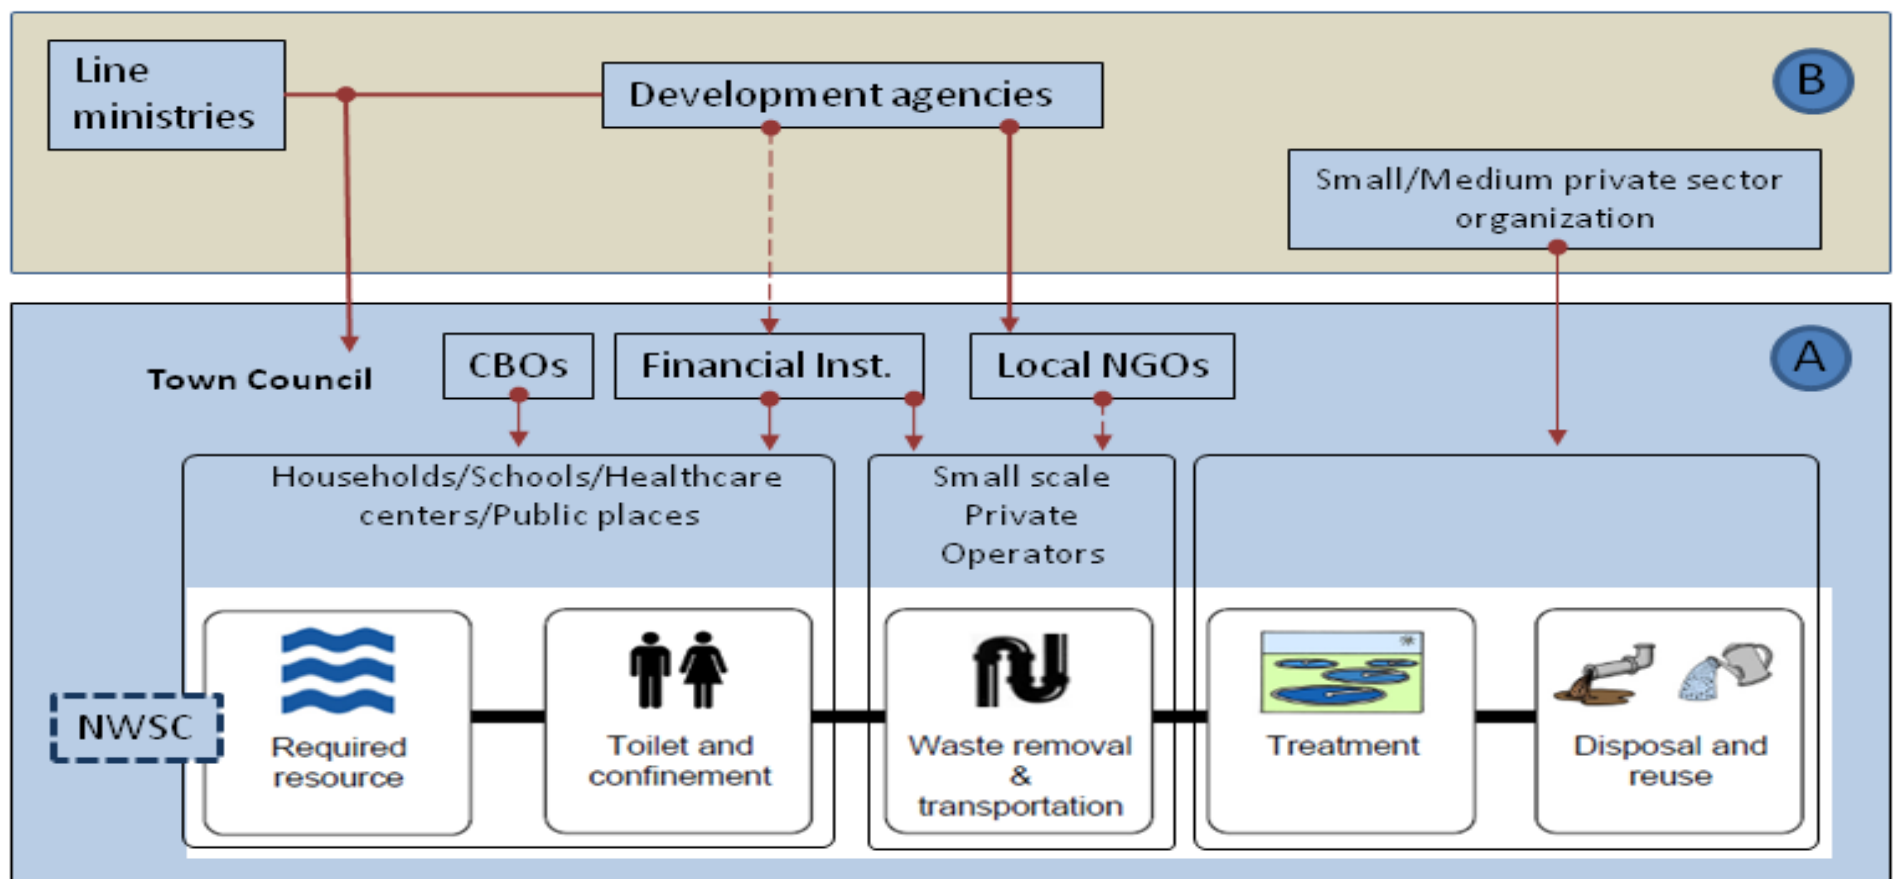 Line
ministries
Development agencies
B
Small/Medium private sector
organization
Town Council
CBOs
Financial Inst.
Local NGOs
A
Households/Schools/Healthcare
centers/Public places
Small scale
Private
Operators
NWSC
Required
resource
Toilet and
confinement
Waste removal
&
transportation
Treatment
Disposal and
reuse